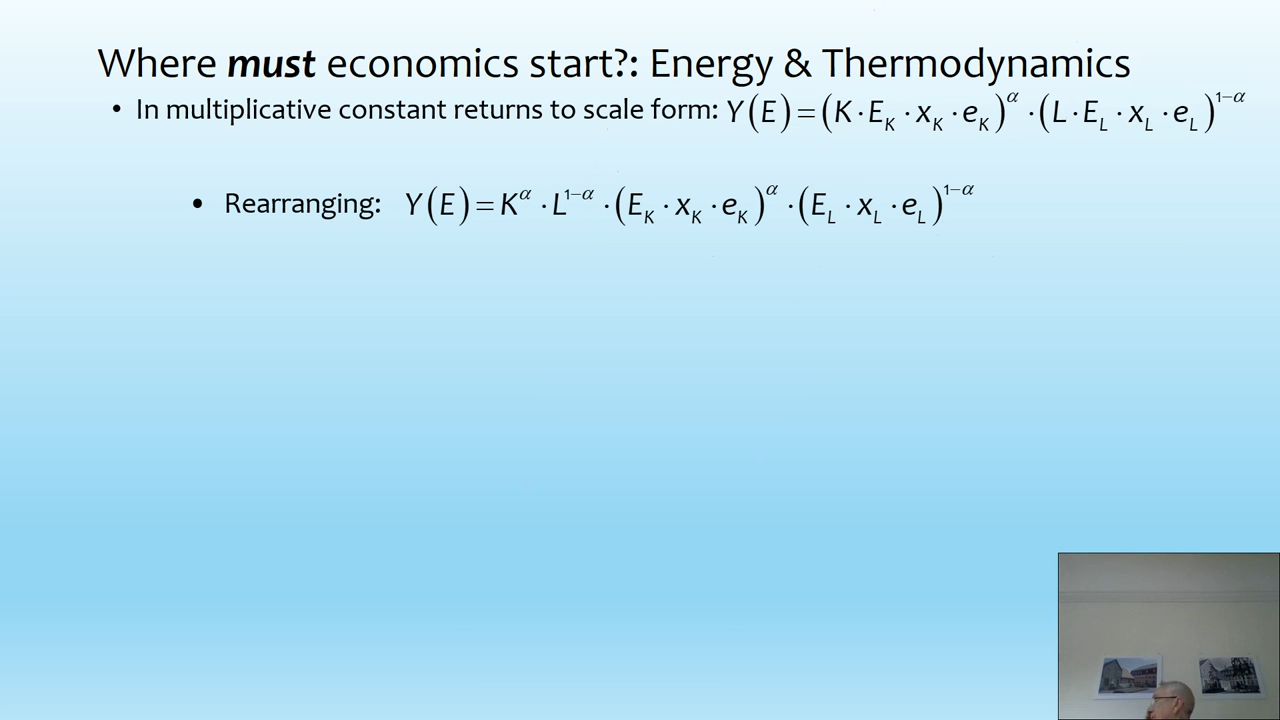 Where must economics start?: Energy & Thermodynamics
• In multiplicative constant returns to scale form: Y(E)=(K·E_K·x_K·e_K)^α·(L·E_L·x_L·e_L)^{1−α}
• Rearranging: Y(E)=K^α·L^{1−α}·(E_K·x_K·e_K)^α·(E_L·x_L·e_L)^{1−α}